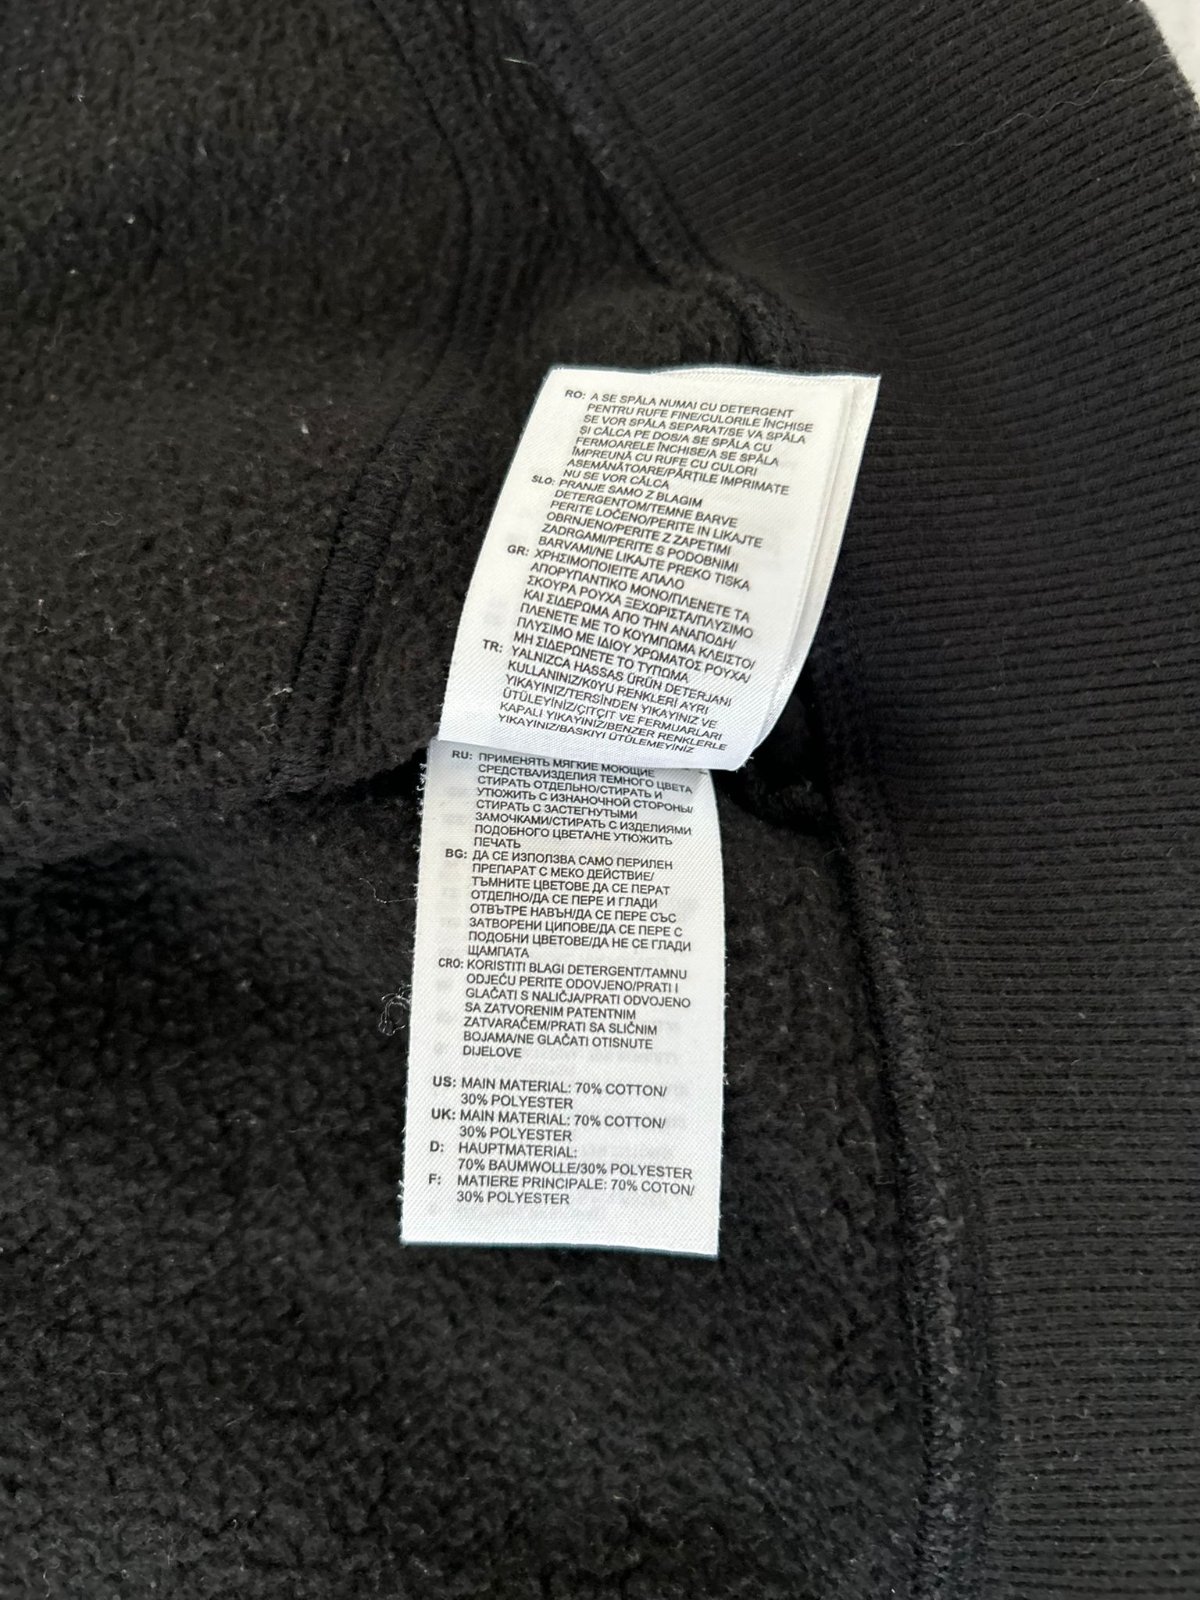 RO: A SE SPĂLA NUMAI CU DETERGENT
PENTRU RUFE FINE/CULORILE ÎNCHISE
SE VOR SPĂLA SEPARAT/SE VA SPĂLA
ȘI CĂLCA PE DOS/A SE SPĂLA CU
FERMOARELE ÎNCHISE/A SE SPĂLA
ÎMPREUNĂ CU RUFE CU CULORI
ASEMĂNĂTOARE/PĂRȚILE IMPRIMATE
NU SE VOR CĂLCA
SLO: PRANJE SAMO Z BLAGIM
DETERGENTOM/TEMNE BARVE
PERITE LOČENO/PERITE IN LIKAJTE
OBRNJENO/PERITE Z ZAPETIMI
ZADRGAMI/PERITE S PODOBNIMI
BARVAMI/NE LIKAJTE PREKO TISKA
GR: ΧΡΗΣΙΜΟΠΟΙΕΙΤΕ ΑΠΑΛΟ
ΑΠΟΡΥΠΑΝΤΙΚΟ ΜΟΝΟ/ΠΛΕΝΕΤΕ ΤΑ
ΣΚΟΥΡΑ ΡΟΥΧΑ ΞΕΧΩΡΙΣΤΑ/ΠΛΥΣΙΜΟ
ΚΑΙ ΣΙΔΕΡΩΜΑ ΑΠΟ ΤΗΝ ΑΝΑΠΟΔΗ/
ΠΛΕΝΕΤΕ ΜΕ ΤΟ ΚΟΥΜΠΩΜΑ ΚΛΕΙΣΤΟ/
ΠΛΥΣΙΜΟ ΜΕ ΙΔΙΟΥ ΧΡΩΜΑΤΟΣ ΡΟΥΧΑ/
ΜΗ ΣΙΔΕΡΩΝΕΤΕ ΤΟ ΤΥΠΩΜΑ
TR: YALNIZCA HASSAS ÜRÜN DETERJANI
KULLANINIZ/KOYU RENKLERİ AYRI
YIKAYINIZ/TERSİNDEN YIKAYINIZ VE
ÜTÜLEYİNİZ/ÇITÇIT VE FERMUARLARI
KAPALI YIKAYINIZ/BENZER RENKLERLE
YIKAYINIZ/BASKIYI ÜTÜLEMEYİNİZ
RU: ПРИМЕНЯТЬ МЯГКИЕ МОЮЩИЕ
СРЕДСТВА/ИЗДЕЛИЯ ТЕМНОГО ЦВЕТА
СТИРАТЬ ОТДЕЛЬНО/СТИРАТЬ И
УТЮЖИТЬ С ИЗНАНОЧНОЙ СТОРОНЫ/
СТИРАТЬ С ЗАСТЕГНУТЫМИ
ЗАМОЧКАМИ/СТИРАТЬ С ИЗДЕЛИЯМИ
ПОДОБНОГО ЦВЕТА/НЕ УТЮЖИТЬ
ПЕЧАТЬ
BG: ДА СЕ ИЗПОЛЗВА САМО ПЕРИЛЕН
ПРЕПАРАТ С МЕКО ДЕЙСТВИЕ/
ТЪМНИТЕ ЦВЕТОВЕ ДА СЕ ПЕРАТ
ОТДЕЛНО/ДА СЕ ПЕРЕ И ГЛАДИ
ОТВЪТРЕ НАВЪН/ДА СЕ ПЕРЕ СЪС
ЗАТВОРЕНИ ЦИПОВЕ/ДА СЕ ПЕРЕ С
ПОДОБНИ ЦВЕТОВЕ/ДА НЕ СЕ ГЛАДИ
ЩАМПАТА
CRO: KORISTITI BLAGI DETERGENT/TAMNU
ODJEĆU PERITE ODOVJENO/PRATI I
GLAČATI S NALIČJA/PRATI ODVOJENO
SA ZATVORENIM PATENTNIM
ZATVARAČEM/PRATI SA SLIČNIM
BOJAMA/NE GLAČATI OTISNUTE
DIJELOVE
US: MAIN MATERIAL: 70% COTTON/
30% POLYESTER
UK: MAIN MATERIAL: 70% COTTON/
30% POLYESTER
D: HAUPTMATERIAL:
70% BAUMWOLLE/30% POLYESTER
F: MATIERE PRINCIPALE: 70% COTON/
30% POLYESTER